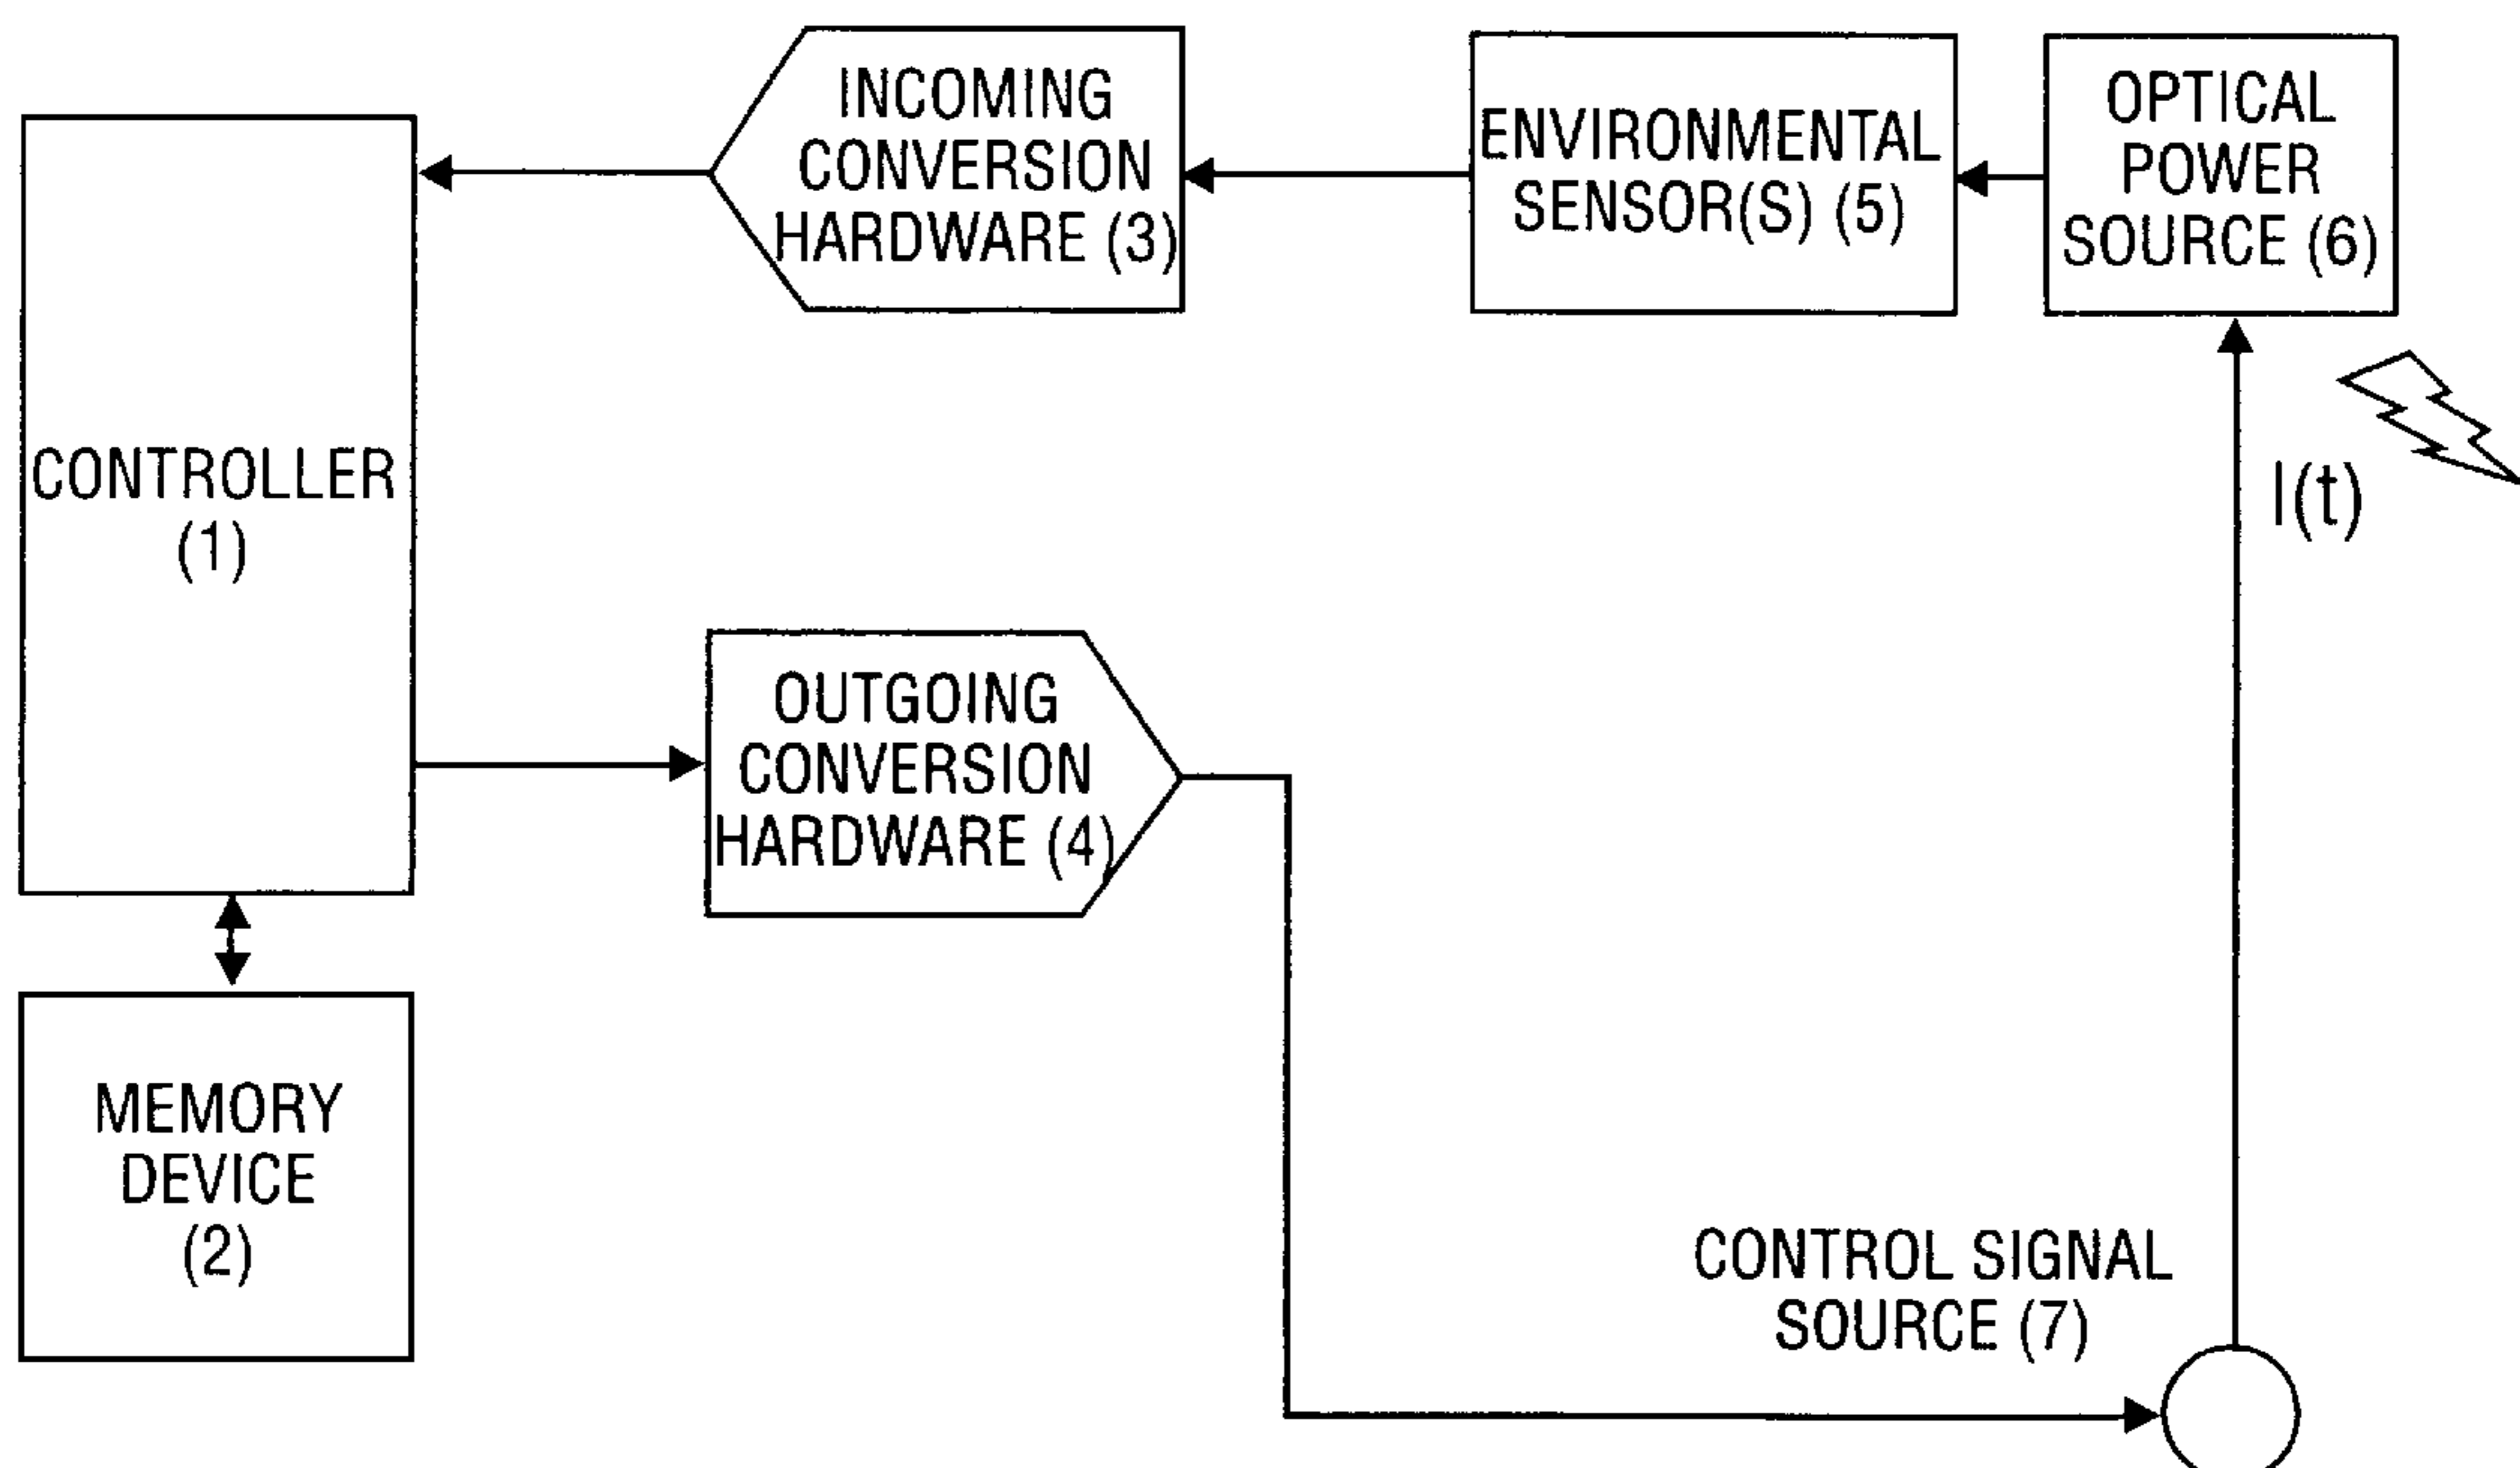 INCOMING
CONVERSION
HARDWARE (3)
ENVIRONMENTAL
SENSOR(S) (5)
OPTICAL
POWER
SOURCE (6)
CONTROLLER
(1)
I(t)
OUTGOING
CONVERSION
HARDWARE (4)
MEMORY
DEVICE
(2)
CONTROL SIGNAL
SOURCE (7)